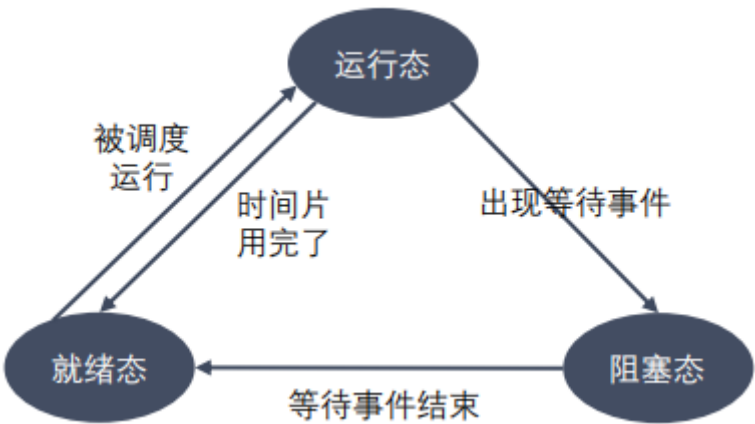 运行态
被调度
运行
时间片
用完了
出现等待事件
就绪态
阻塞态
等待事件结束